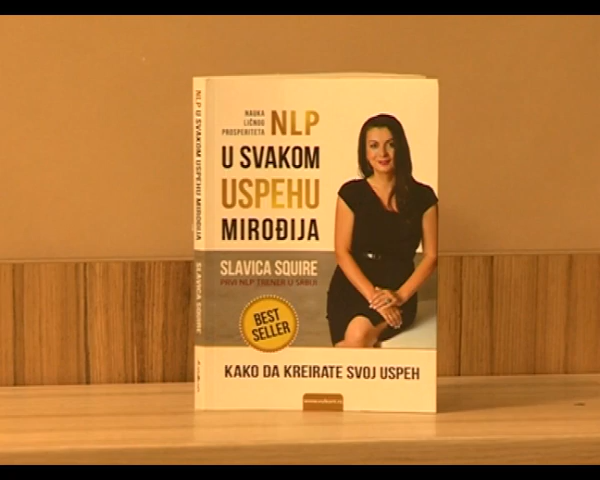 NLP U SVAKOM USPEHU MIROĐIJA
SLAVICA SQUIRE
NAUKA
LIČNOG
PROSPERITETA
NLP
U SVAKOM
USPEHU
MIROĐIJA
SLAVICA SQUIRE
PRVI NLP TRENER U SRBIJI
BEST
SELLER
KAKO DA KREIRATE SVOJ USPEH